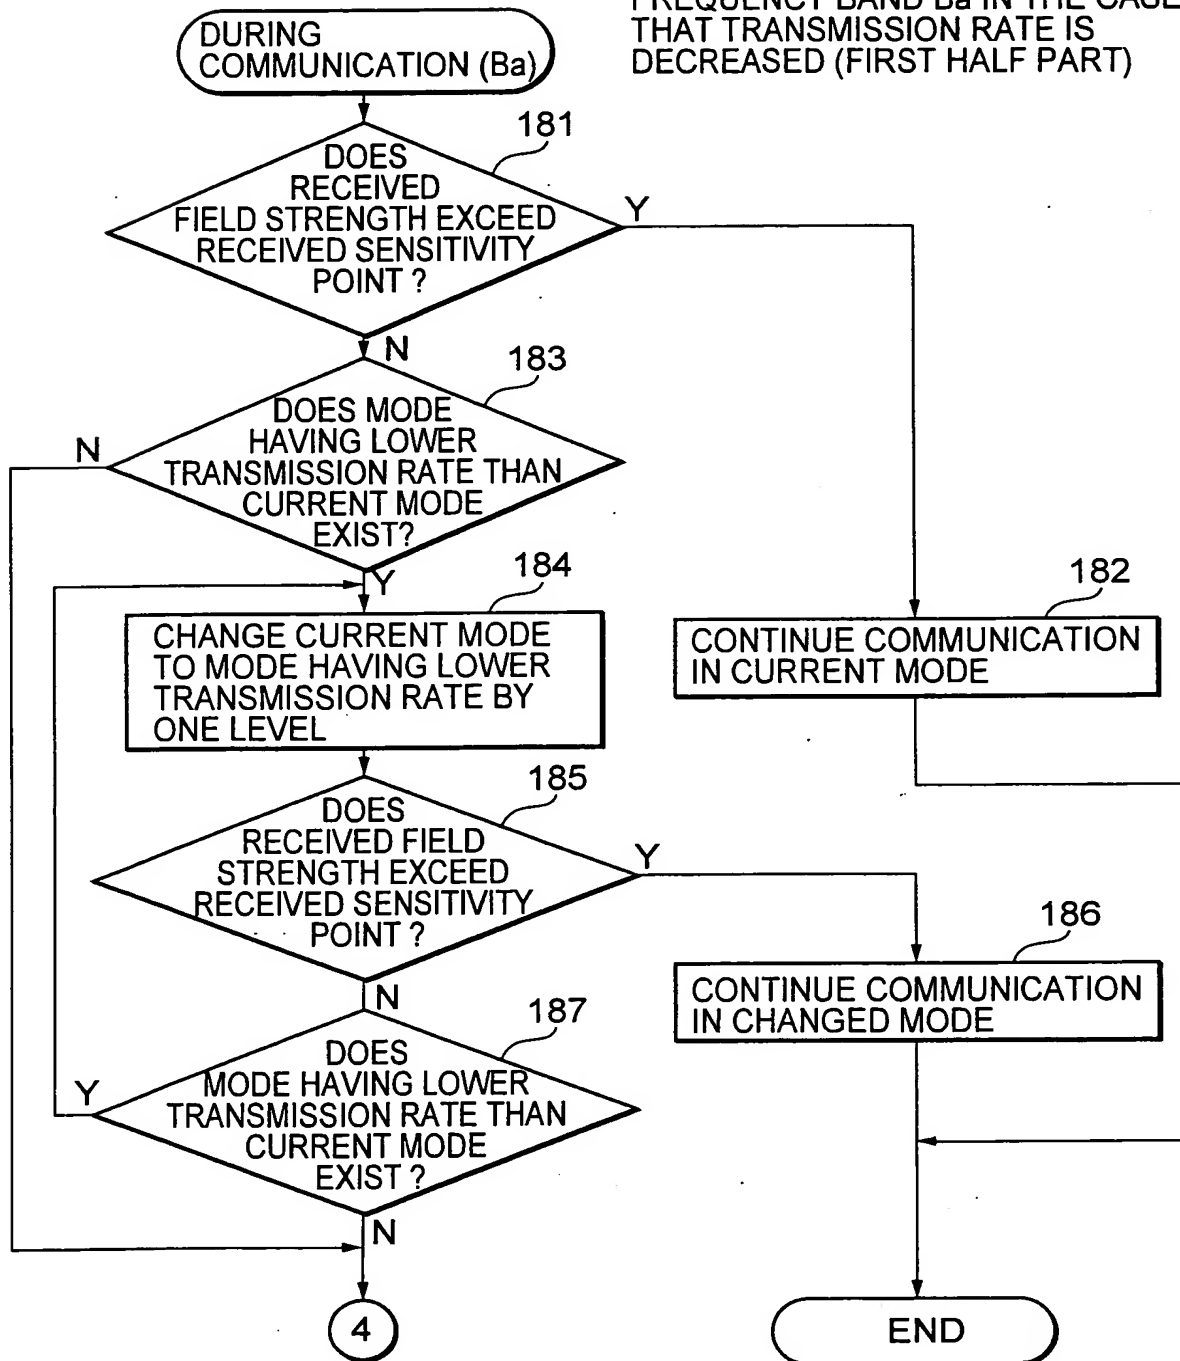 FREQUENCY BAND Ba IN THE CASE
THAT TRANSMISSION RATE IS
DECREASED (FIRST HALF PART)
DURING
COMMUNICATION (Ba)
181
DOES
RECEIVED
FIELD STRENGTH EXCEED
RECEIVED SENSITIVITY
POINT ?
Y
N
183
DOES MODE
HAVING LOWER
TRANSMISSION RATE THAN
CURRENT MODE
EXIST?
N
Y
184
CHANGE CURRENT MODE
TO MODE HAVING LOWER
TRANSMISSION RATE BY
ONE LEVEL
182
CONTINUE COMMUNICATION
IN CURRENT MODE
185
DOES
RECEIVED FIELD
STRENGTH EXCEED
RECEIVED SENSITIVITY
POINT ?
Y
N
186
CONTINUE COMMUNICATION
IN CHANGED MODE
187
DOES
MODE HAVING LOWER
TRANSMISSION RATE THAN
CURRENT MODE
EXIST ?
Y
N
4
END